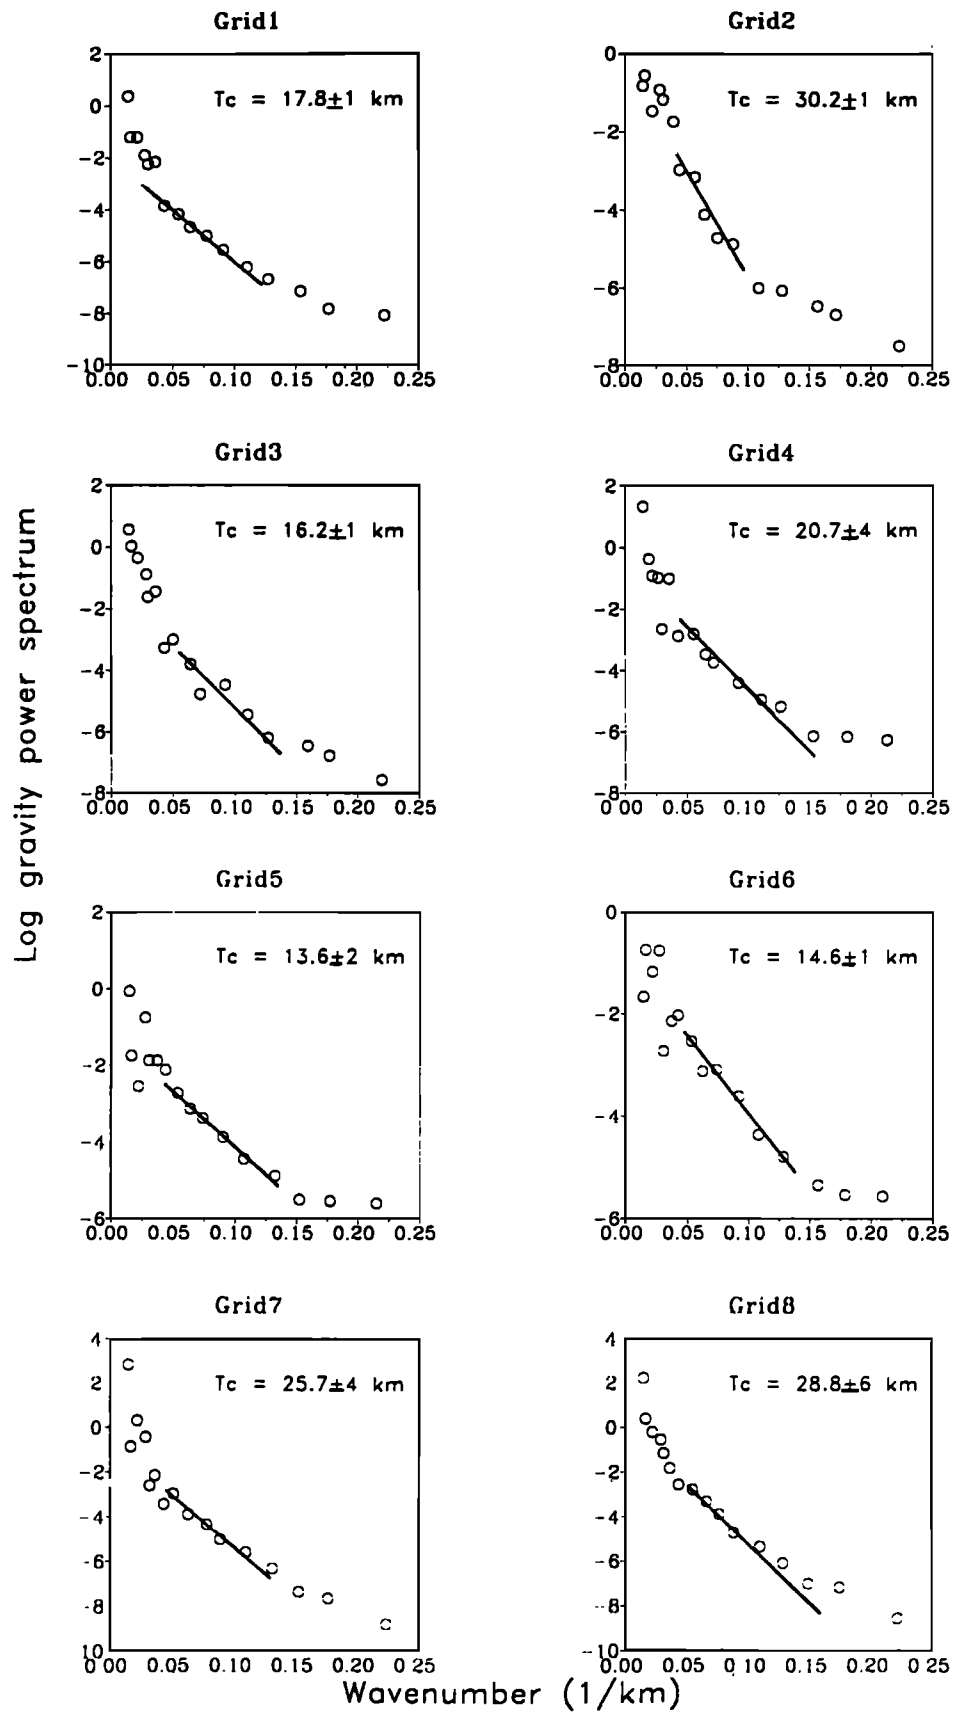 Grid1
Grid2
2
0
-2
-4
-6
-8
-10
Tc = 17.8±1 km
0.00 0.05 0.10 0.15 0.20 0.25
0
-2
-4
-6
-8
Tc = 30.2±1 km
0.00 0.05 0.10 0.15 0.20 0.25
Grid3
Grid4
2
0
-2
-4
-6
-8
Tc = 16.2±1 km
0.00 0.05 0.10 0.15 0.20 0.25
2
0
-2
-4
-6
-8
Tc = 20.7±4 km
0.00 0.05 0.10 0.15 0.20 0.25
Log gravity power spectrum
Grid5
Grid6
2
0
-2
-4
-6
Tc = 13.6±2 km
0.00 0.05 0.10 0.15 0.20 0.25
0
-2
-4
-6
Tc = 14.6±1 km
0.00 0.05 0.10 0.15 0.20 0.25
Grid7
Grid8
4
2
0
-2
-4
-6
-8
10
Tc = 25.7±4 km
0.00 0.05 0.10 0.15 0.20 0 25
4
2
0
-2
-4
-6
-8
-10
Tc = 28.8±6 km
0.00 0.05 0.10 0.15 0.20 0.25
Wavenumber (1/km)